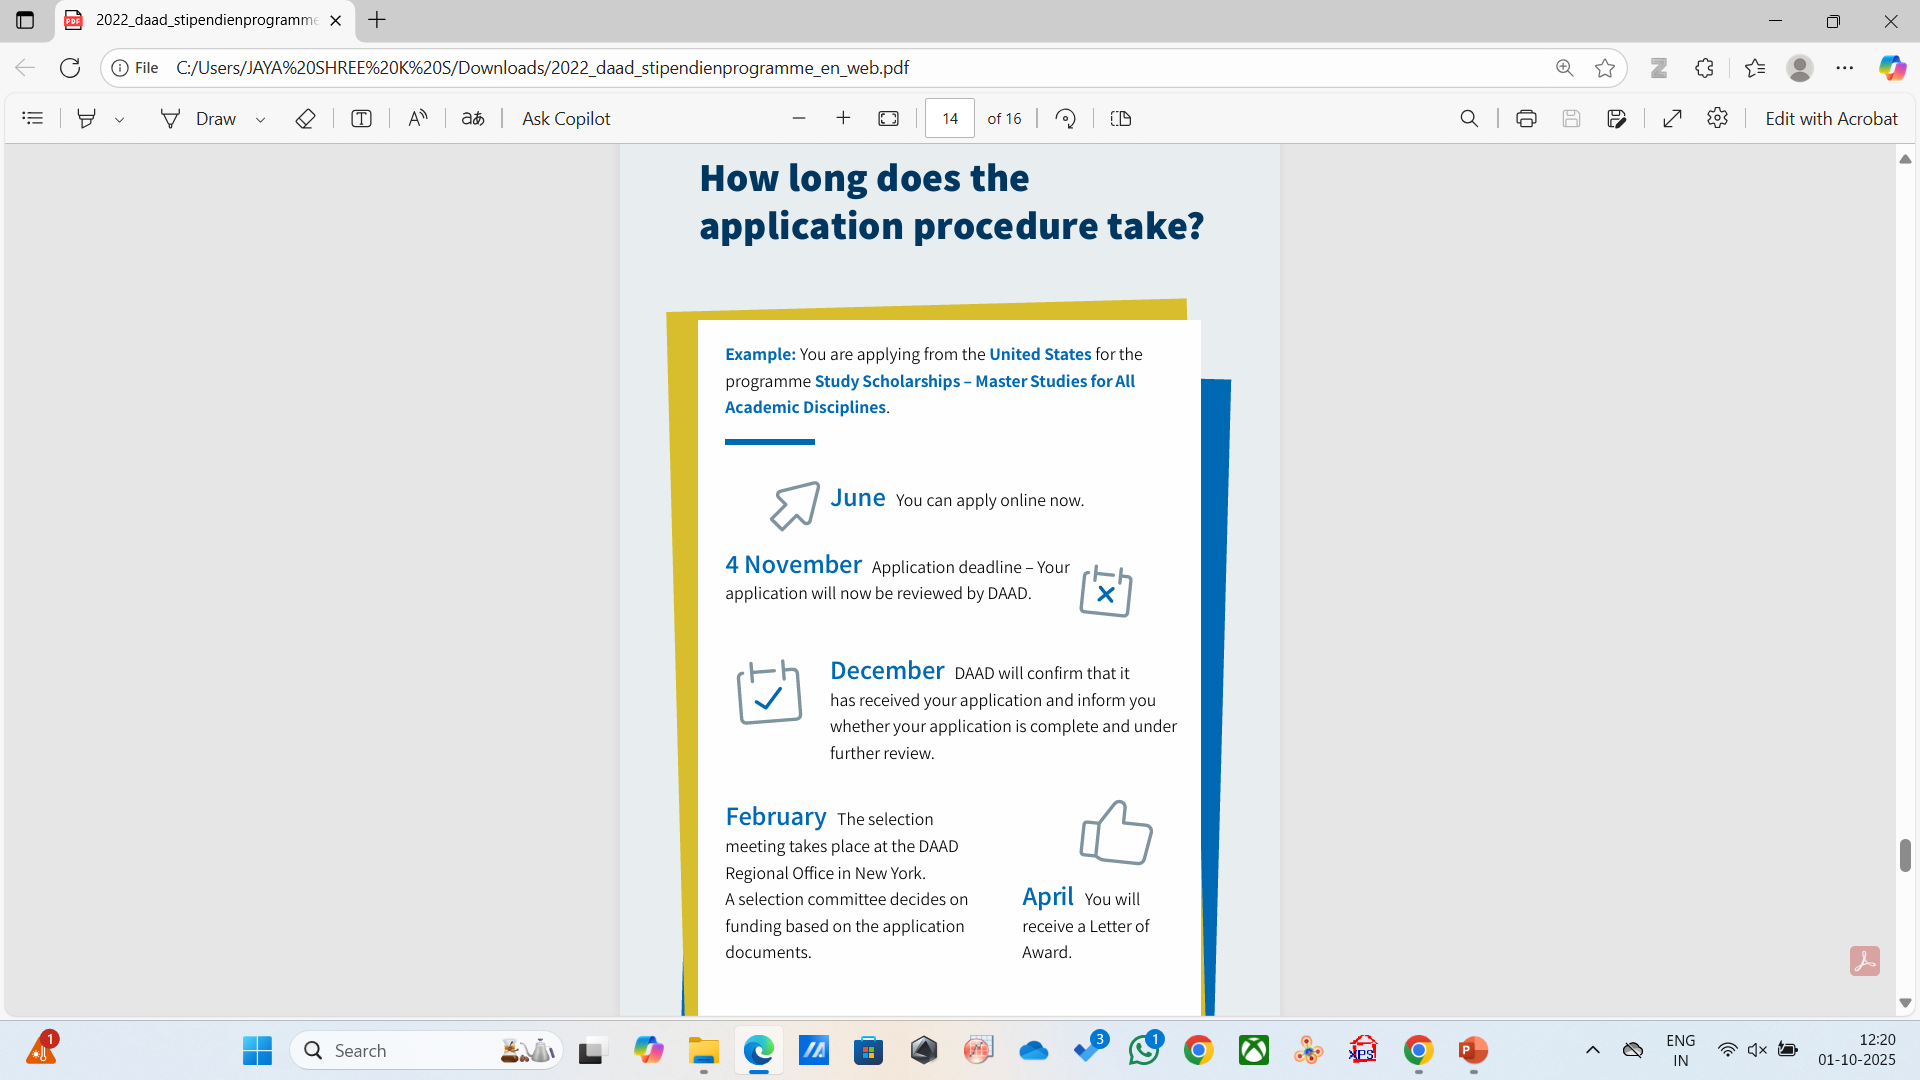 2022_daad_stipendienprogramme
File
C:/Users/JAYA%20SHREE%20K%20S/Downloads/2022_daad_stipendienprogramme_en_web.pdf
Draw
aあ
Ask Copilot
14
of 16
Edit with Acrobat
How long does the
application procedure take?
Example: You are applying from the United States for the
programme Study Scholarships – Master Studies for All
Academic Disciplines.
June You can apply online now.
4 November Application deadline – Your
application will now be reviewed by DAAD.
December DAAD will confirm that it
has received your application and inform you
whether your application is complete and under
further review.
February The selection
meeting takes place at the DAAD
Regional Office in New York.
A selection committee decides on
funding based on the application
documents.
April You will
receive a Letter of
Award.
1
Search
3
1
XPS
P
ENG
IN
12:20
01-10-2025